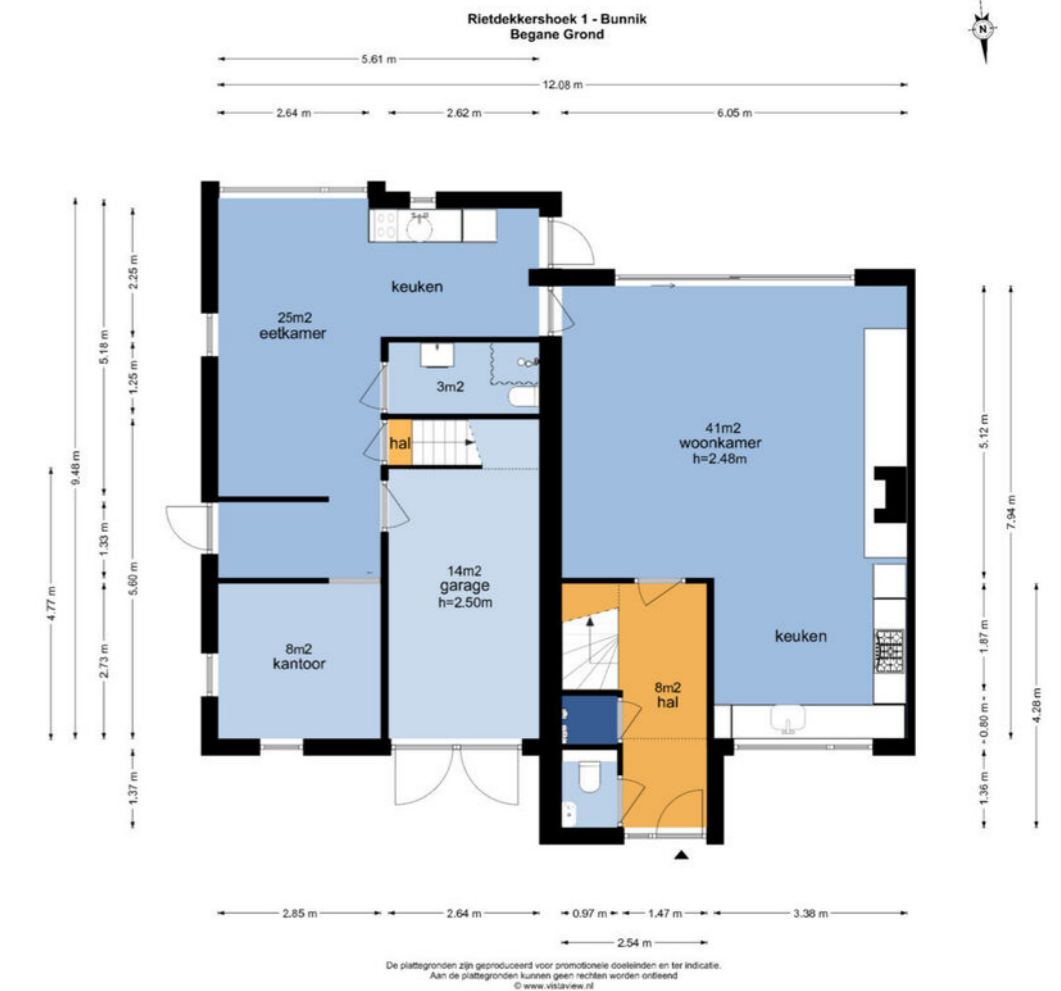 Rietdekkershoek 1 - Bunnik
Begane Grond
N
5.61 m
12.08 m
2.64 m
2.62 m
6.05 m
keuken
25m2
eetkamer
3m2
hal
41m2
woonkamer
h=2.48m
14m2
garage
h=2.50m
8m2
kantoor
8m2
hal
keuken
9.48 m
5.18 m
2.25 m
1.25 m
1.33 m
5.60 m
4.77 m
2.73 m
1.37 m
5.12 m
7.94 m
1.87 m
0.80 m
4.28 m
1.36 m
2.85 m
2.64 m
0.97 m
1.47 m
3.38 m
2.54 m
De plattegronden zijn geproduceerd voor promotionele doeleinden en ter indicatie.
Aan de plattegronden kunnen geen rechten worden ontleend
© www.vistaview.nl